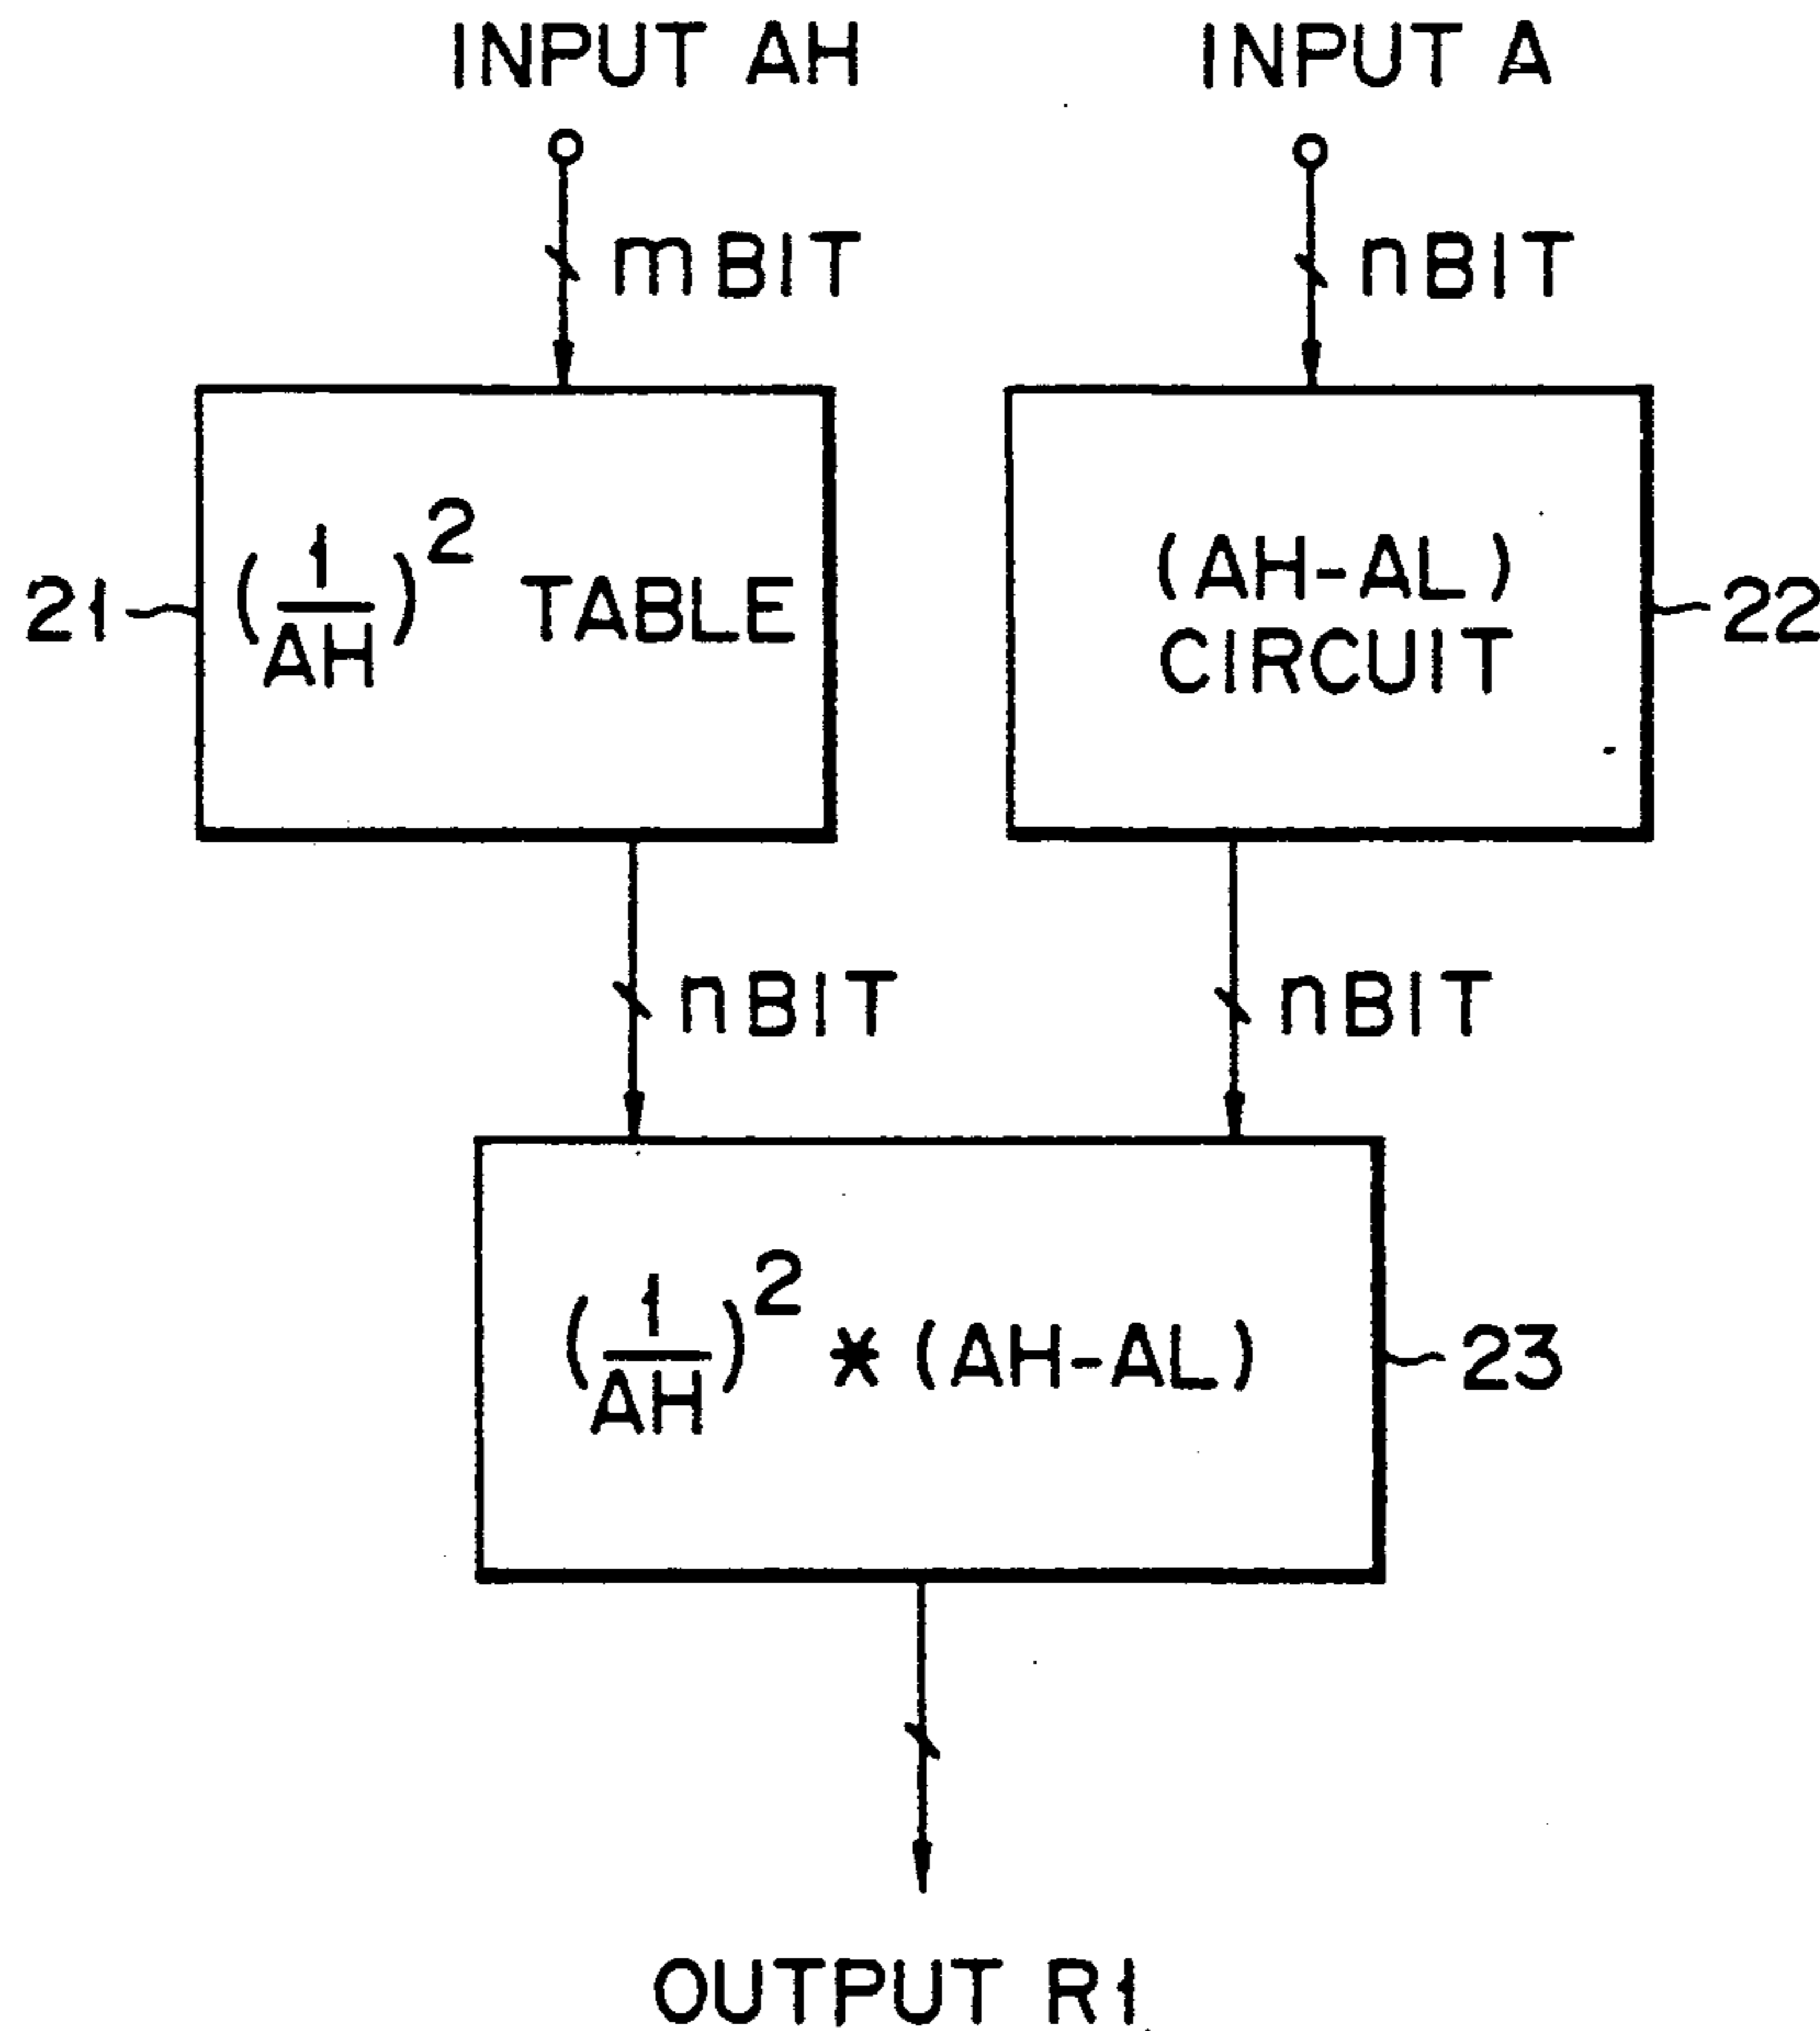 INPUT AH
INPUT A
mBIT
nBIT
21
(1/AH)² TABLE
(AH-AL)
CIRCUIT
22
nBIT
nBIT
(1/AH)² * (AH-AL)
23
OUTPUT R1